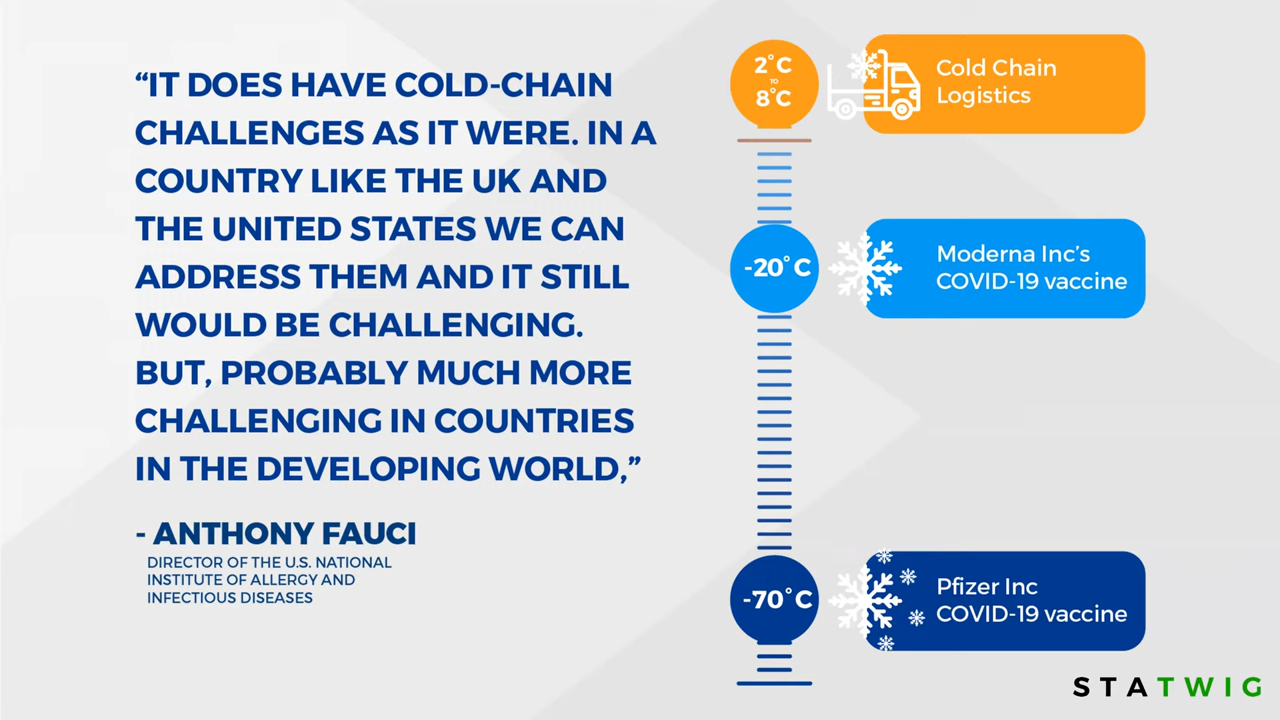 “IT DOES HAVE COLD-CHAIN
CHALLENGES AS IT WERE. IN A
COUNTRY LIKE THE UK AND
THE UNITED STATES WE CAN
ADDRESS THEM AND IT STILL
WOULD BE CHALLENGING.
BUT, PROBABLY MUCH MORE
CHALLENGING IN COUNTRIES
IN THE DEVELOPING WORLD,”
- ANTHONY FAUCI
DIRECTOR OF THE U.S. NATIONAL
INSTITUTE OF ALLERGY AND
INFECTIOUS DISEASES
2°C
TO
8°C
Cold Chain
Logistics
-20°C
Moderna Inc’s
COVID-19 vaccine
-70°C
Pfizer Inc
COVID-19 vaccine
STATWIG